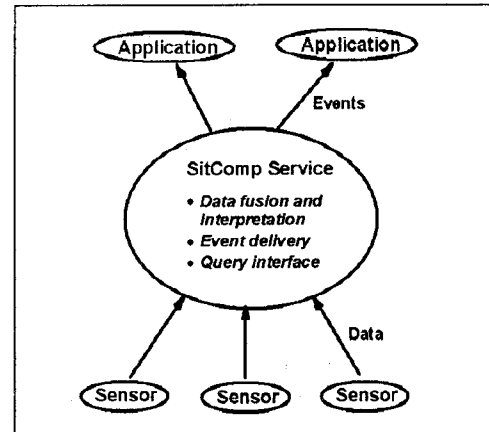 Application Application
Events
SitComp Service
• Data fusion and
interpretation
• Event delivery
• Query interface
Data
Sensor Sensor Sensor